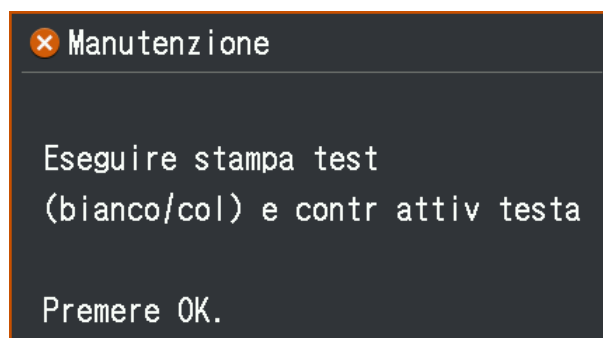 Manutenzione
Eseguire stampa test
(bianco/col) e contr attiv testa
Premere OK.